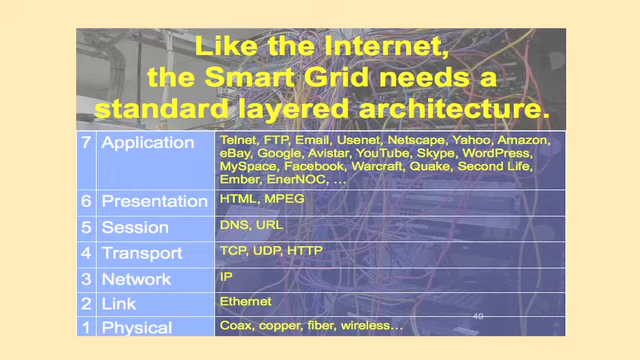 Like the Internet,
the Smart Grid needs a
standard layered architecture.
7 Application Telnet, FTP, Email, Usenet, Netscape, Yahoo, Amazon,
eBay, Google, Avistar, YouTube, Skype, WordPress,
MySpace, Facebook, Warcraft, Quake, Second Life,
Ember, EnerNOC, …
6 Presentation HTML, MPEG
5 Session DNS, URL
4 Transport TCP, UDP, HTTP
3 Network IP
2 Link Ethernet
49
1 Physical Coax, copper, fiber, wireless…